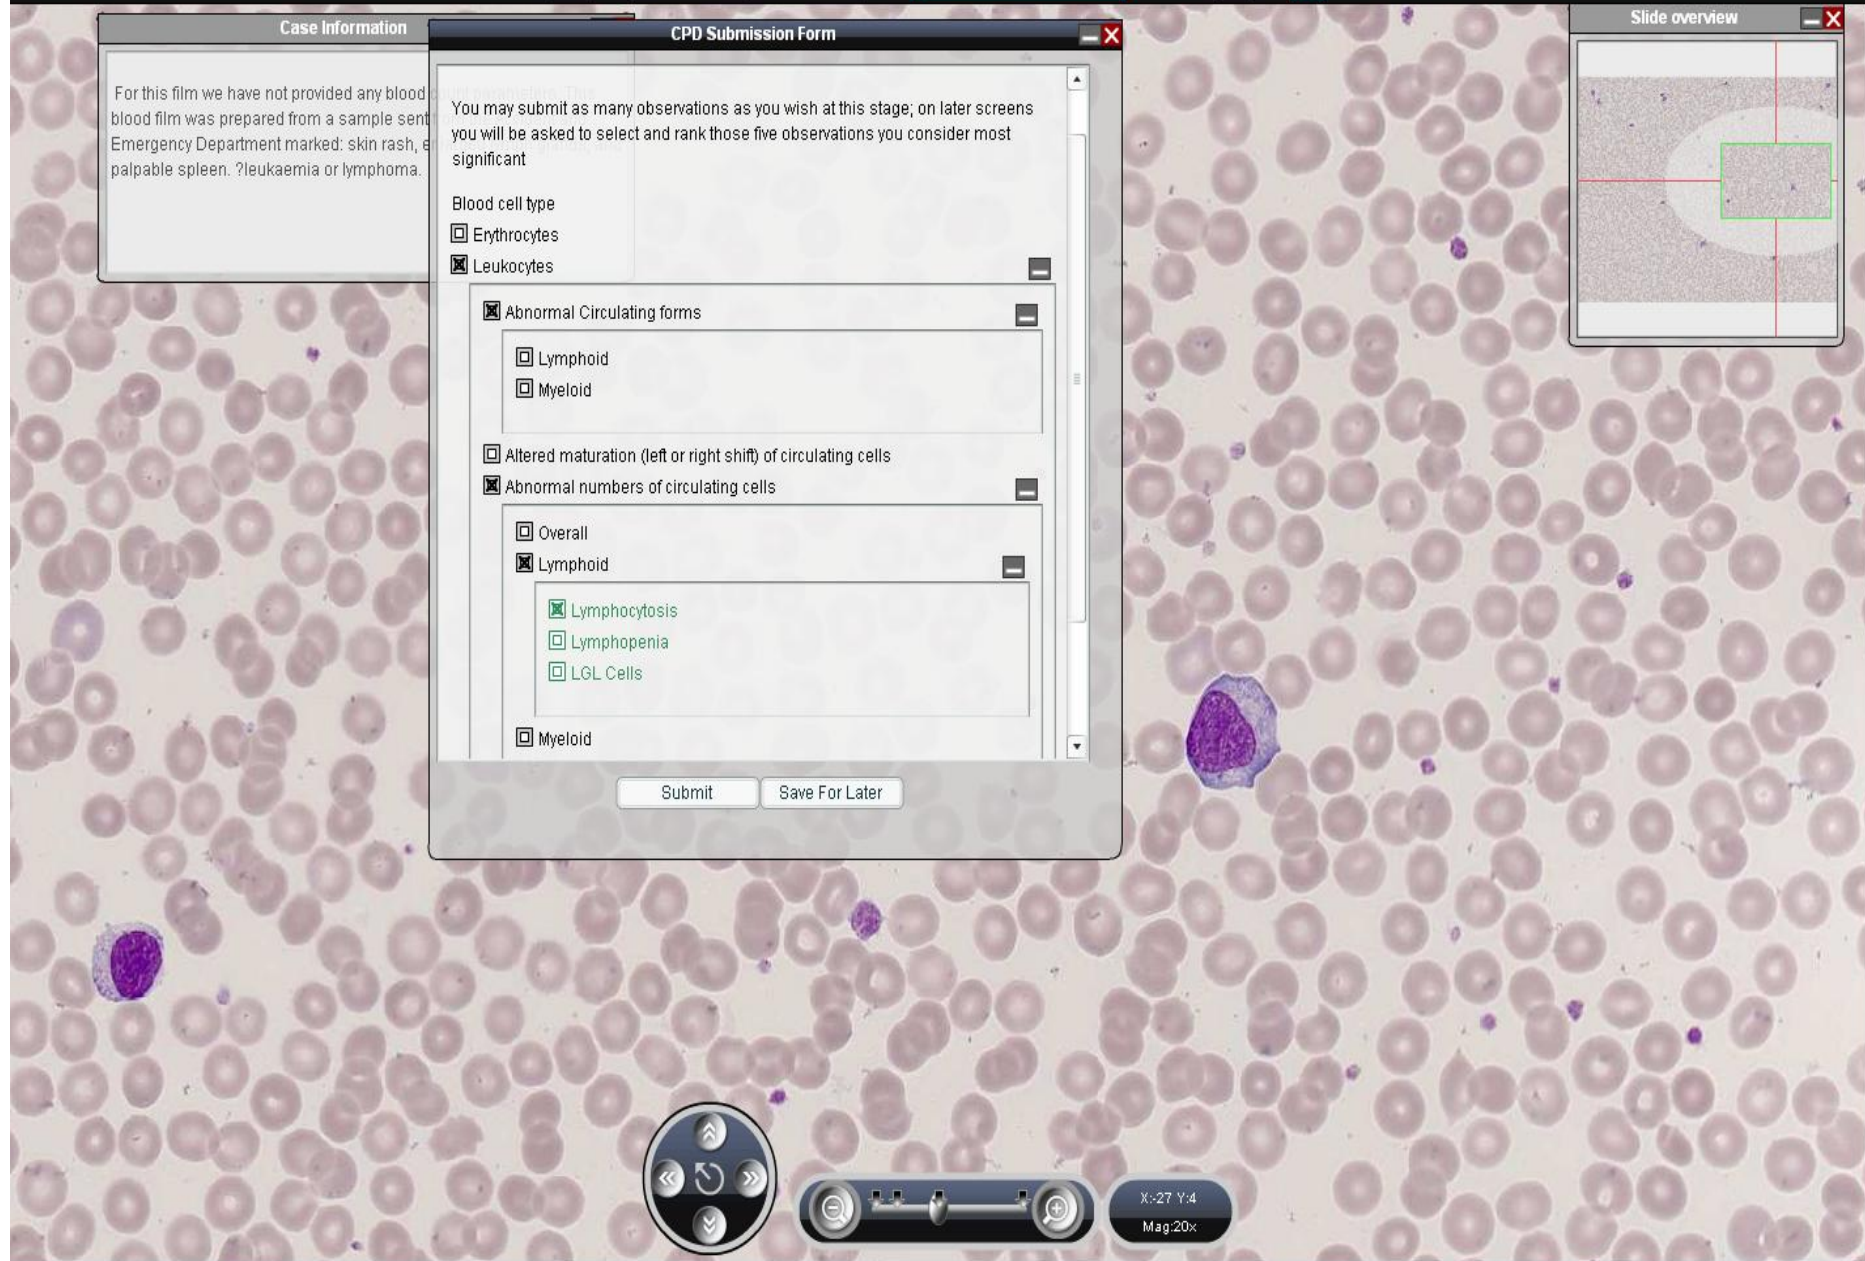 Case Information
For this film we have not provided any blood count parameters. This
blood film was prepared from a sample sent
Emergency Department marked: skin rash,
palpable spleen. ?leukaemia or lymphoma.
CPD Submission Form
You may submit as many observations as you wish at this stage; on later screens
you will be asked to select and rank those five observations you consider most
significant
Blood cell type
Erythrocytes
Leukocytes
Abnormal Circulating forms
Lymphoid
Myeloid
Altered maturation (left or right shift) of circulating cells
Abnormal numbers of circulating cells
Overall
Lymphoid
Lymphocytosis
Lymphopenia
LGL Cells
Myeloid
Submit
Save For Later
Slide overview
X:-27 Y:4
Mag:20x